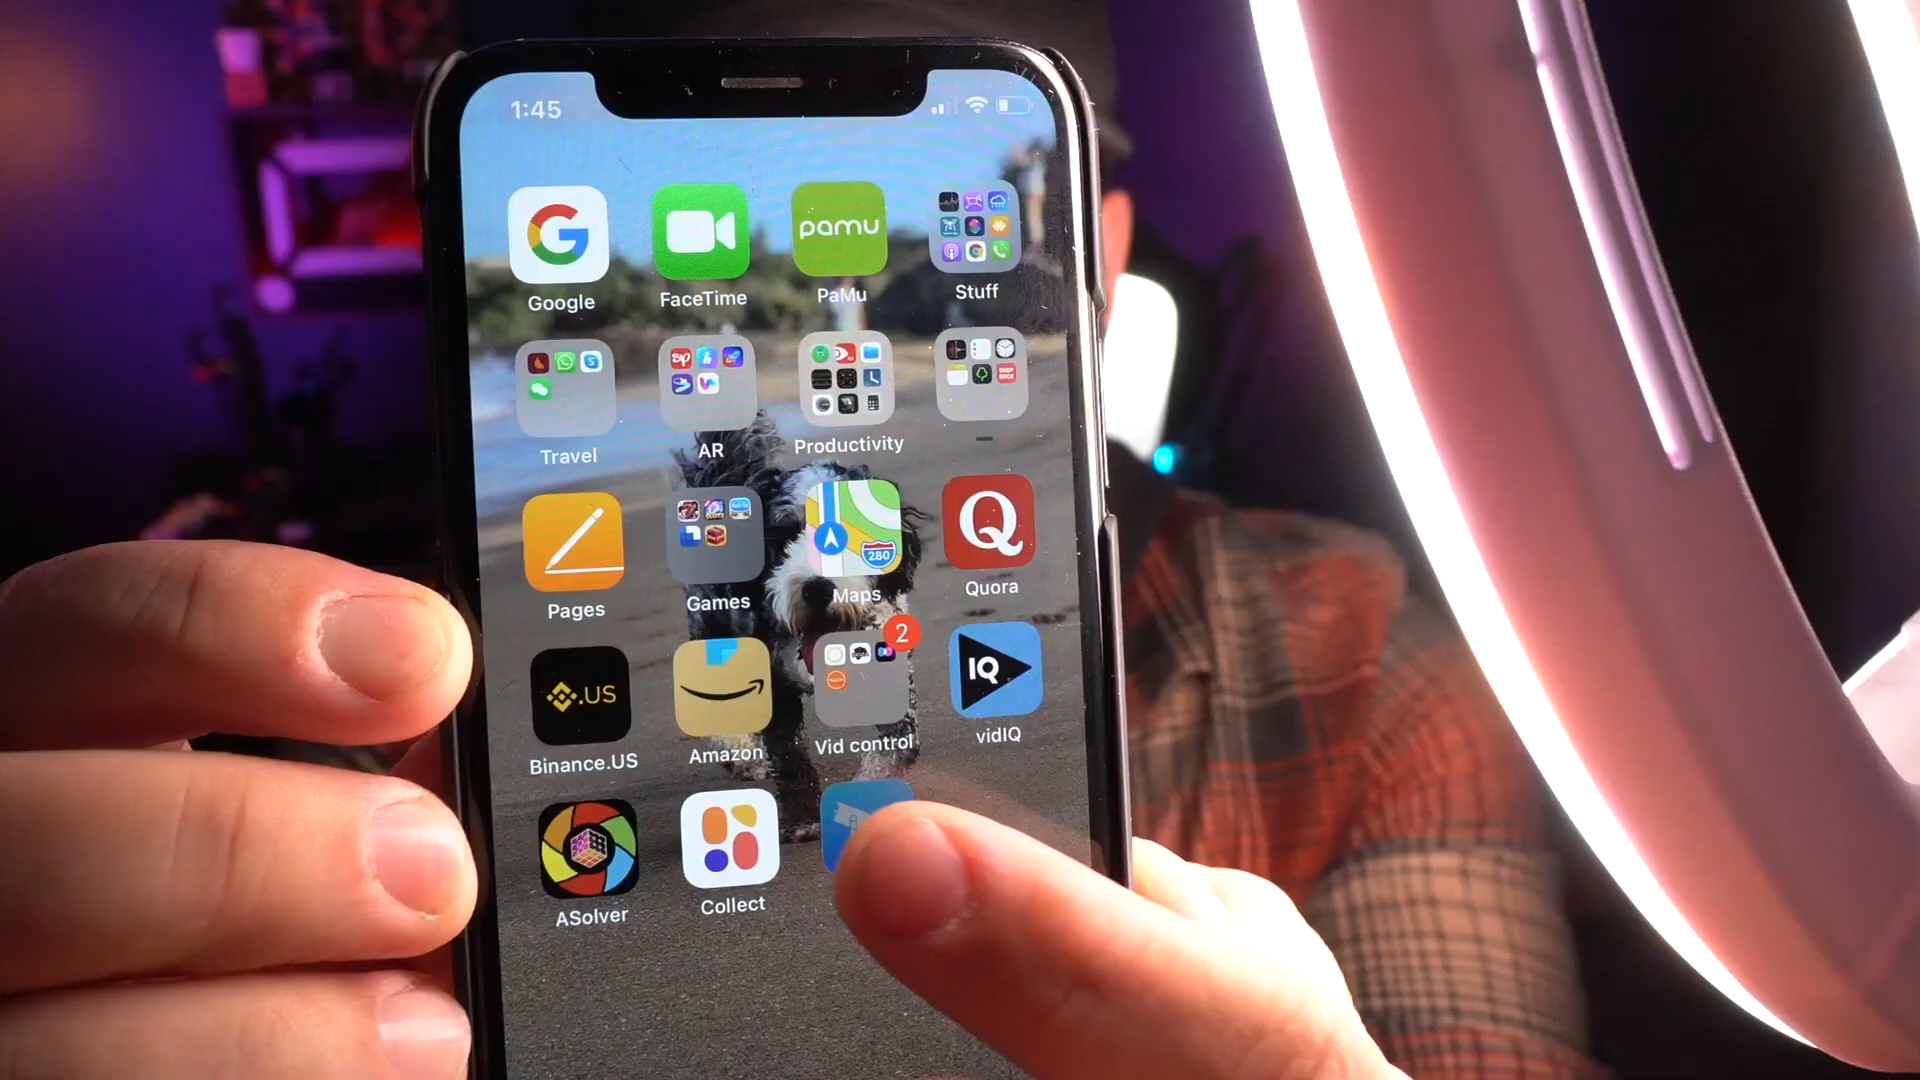 1:45
pamu
Google
FaceTime
PaMu
Stuff
Travel
AR
Productivity
280
Q
Pages
Games
Maps
Quora
2
.US
IQ
Binance.US
Amazon
Vid control
vidIQ
ASolver
Collect